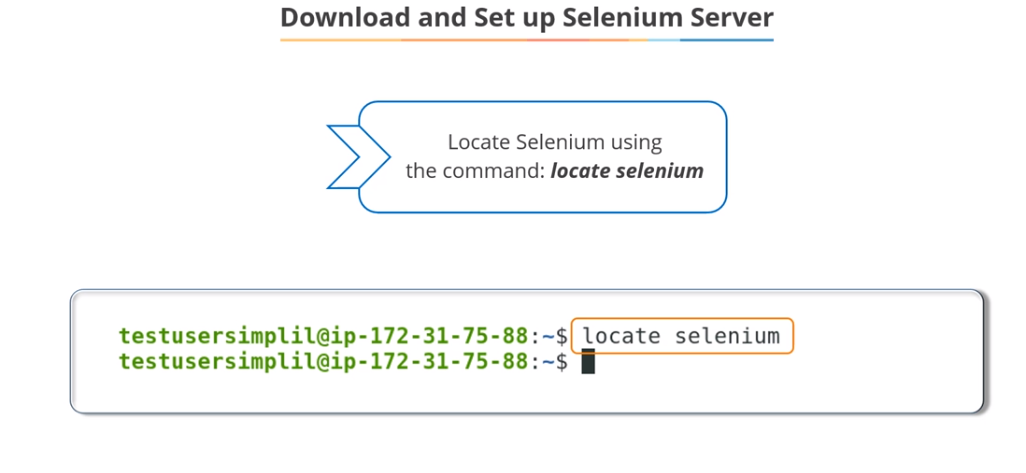 Download and Set up Selenium Server
Locate Selenium using
the command: locate selenium
testusersimplil@ip-172-31-75-88:~$ locate selenium
testusersimplil@ip-172-31-75-88:~$